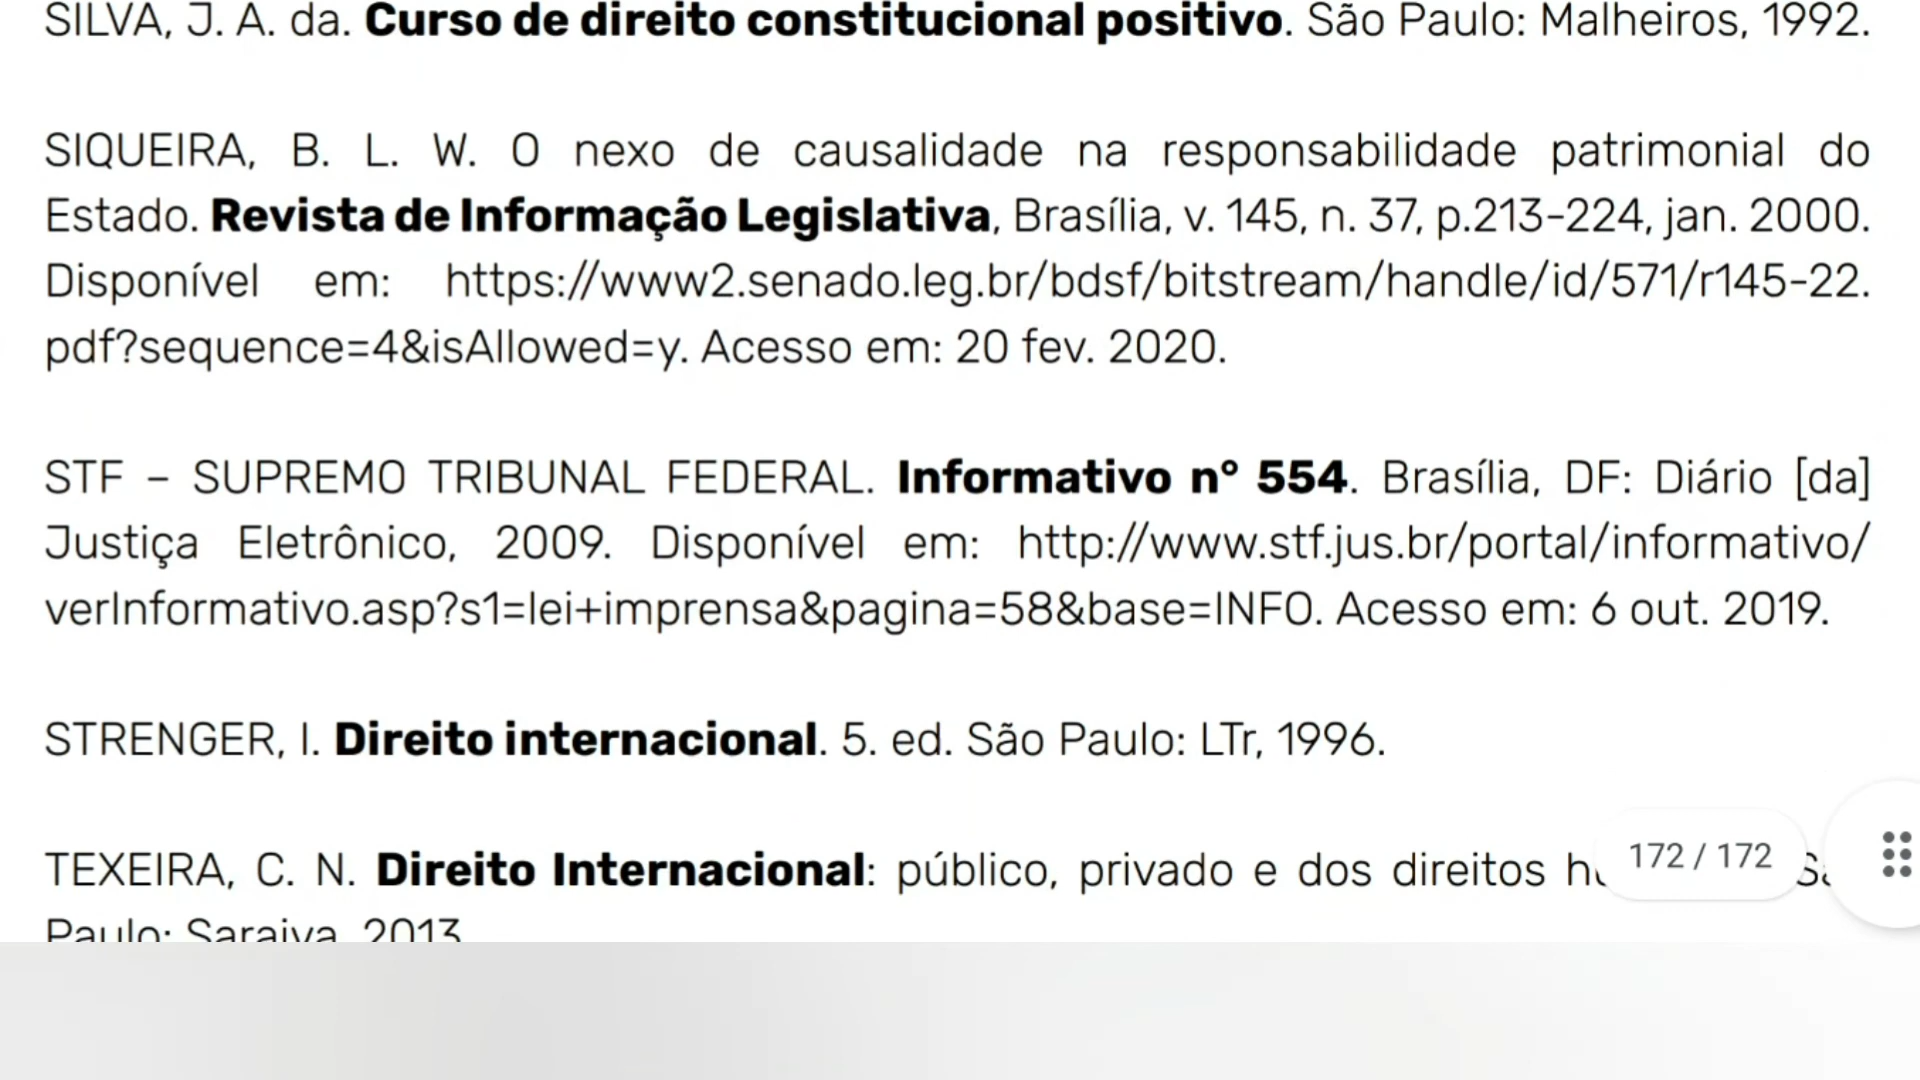 SILVA, J. A. da. Curso de direito constitucional positivo. São Paulo: Malheiros, 1992.
SIQUEIRA, B. L. W. O nexo de causalidade na responsabilidade patrimonial do
Estado. Revista de Informação Legislativa, Brasília, v. 145, n. 37, p.213-224, jan. 2000.
Disponível em: https://www2.senado.leg.br/bdsf/bitstream/handle/id/571/r145-22.
pdf?sequence=4&isAllowed=y. Acesso em: 20 fev. 2020.
STF – SUPREMO TRIBUNAL FEDERAL. Informativo nº 554. Brasília, DF: Diário [da]
Justiça Eletrônico, 2009. Disponível em: http://www.stf.jus.br/portal/informativo/
verInformativo.asp?s1=lei+imprensa&pagina=58&base=INFO. Acesso em: 6 out. 2019.
STRENGER, I. Direito internacional. 5. ed. São Paulo: LTr, 1996.
TEXEIRA, C. N. Direito Internacional: público, privado e dos direitos
172 / 172
Paulo: Saraiva, 2013